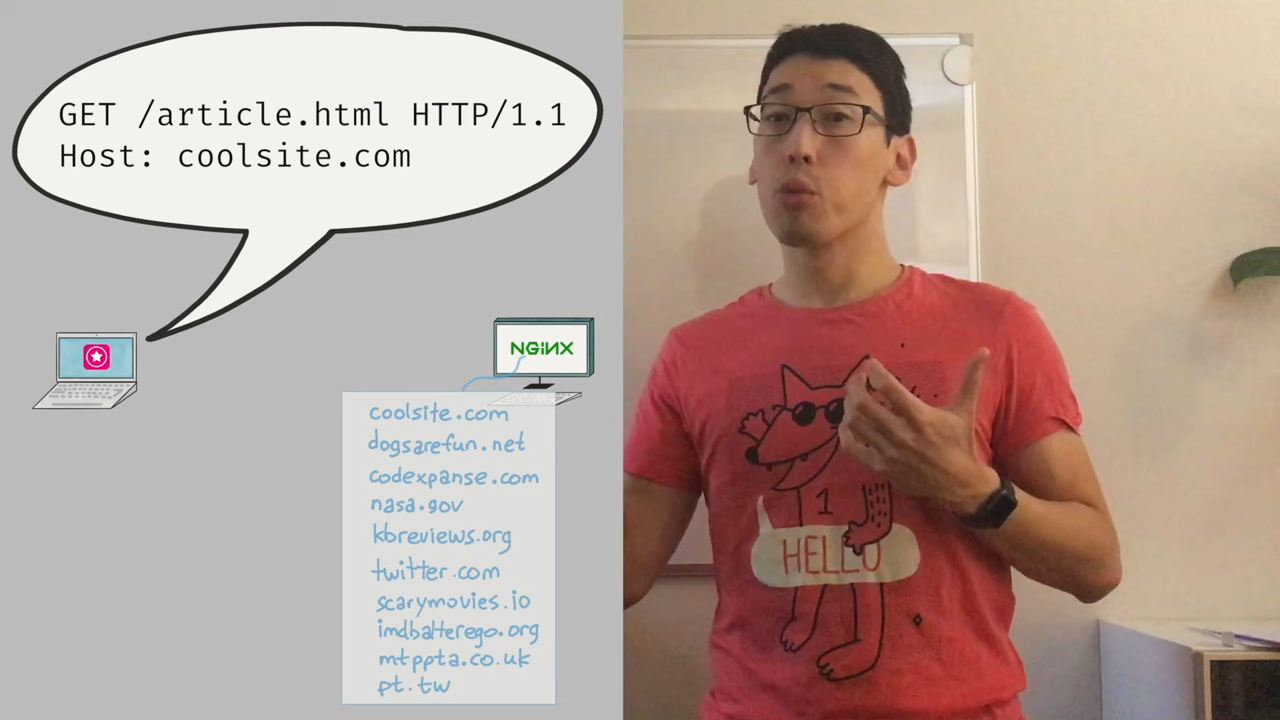 GET /article.html HTTP/1.1
Host: coolsite.com
NGINX
coolsite.com
dogsarefun.net
codexpanse.com
nasa.gov
kbreviews.org
twitter.com
scarymovies.io
imdbalterego.org
mtppta.co.uk
pt.tw
1
HELLO